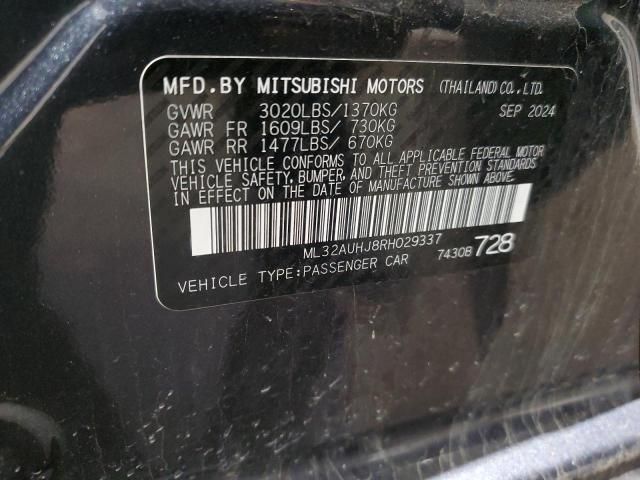 MFD.BY MITSUBISHI MOTORS (THAILAND) CO., LTD.
GVWR 3020LBS/1370KG SEP 2024
GAWR FR 1609LBS/ 730KG
GAWR RR 1477LBS/ 670KG
THIS VEHICLE CONFORMS TO ALL APPLICABLE FEDERAL MOTOR
VEHICLE SAFETY, BUMPER, AND THEFT PREVENTION STANDARDS
IN EFFECT ON THE DATE OF MANUFACTURE SHOWN ABOVE.
ML32AUHJ8RH029337
VEHICLE TYPE:PASSENGER CAR 7430B 728